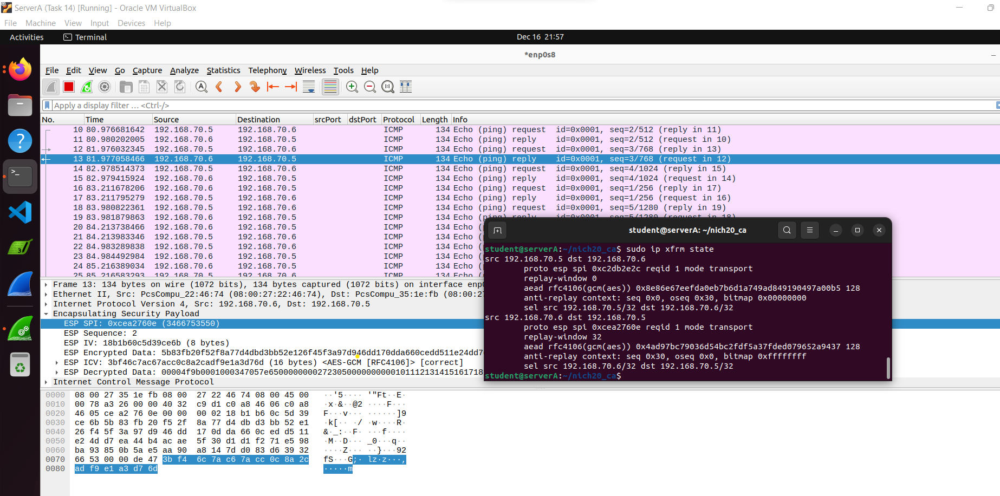 ServerA (Task 14) [Running] - Oracle VM VirtualBox
File Machine View Input Devices Help
Activities Terminal Dec 16 21:57
*enp0s8
File Edit View Go Capture Analyze Statistics Telephony Wireless Tools Help
Apply a display filter … <Ctrl-/>
No. Time Source Destination srcPort dstPort Protocol Length Info
10 80.976681642 192.168.70.5 192.168.70.6 ICMP 134 Echo (ping) request id=0x0001, seq=2/512 (reply in 11)
11 80.980202005 192.168.70.6 192.168.70.5 ICMP 134 Echo (ping) reply id=0x0001, seq=2/512 (request in 10)
12 81.976032345 192.168.70.5 192.168.70.6 ICMP 134 Echo (ping) request id=0x0001, seq=3/768 (reply in 13)
13 81.977058466 192.168.70.6 192.168.70.5 ICMP 134 Echo (ping) reply id=0x0001, seq=3/768 (request in 12)
14 82.978514373 192.168.70.5 192.168.70.6 ICMP 134 Echo (ping) request id=0x0001, seq=4/1024 (reply in 15)
15 82.979415924 192.168.70.6 192.168.70.5 ICMP 134 Echo (ping) reply id=0x0001, seq=4/1024 (request in 14)
16 83.211678206 192.168.70.6 192.168.70.5 ICMP 134 Echo (ping) request id=0x0001, seq=1/256 (reply in 17)
17 83.211795279 192.168.70.5 192.168.70.6 ICMP 134 Echo (ping) reply id=0x0001, seq=1/256 (request in 16)
18 83.980822361 192.168.70.5 192.168.70.6 ICMP 134 Echo (ping) request id=0x0001, seq=5/1280 (reply in 19)
19 83.981879863 192.168.70.6 192.168.70.5 ICMP 134 Echo (ping) reply id=0x0001, seq=5/1280 (request in 18)
20 84.213738466 192.168.70.6 192.168.70.5 ICMP 134 Echo (
21 84.213983346 192.168.70.5 192.168.70.6 ICMP 134 Echo (
22 84.983289838 192.168.70.5 192.168.70.6 ICMP 134 Echo (
23 84.984492984 192.168.70.6 192.168.70.5 ICMP 134 Echo (
24 85.216389034 192.168.70.6 192.168.70.5 ICMP 134 Echo (
25 85.216583293 192.168.70.5 192.168.70.6 ICMP 134 Echo (
Frame 13: 134 bytes on wire (1072 bits), 134 bytes captured (1072 bits) on interface enp0
Ethernet II, Src: PcsCompu_22:46:74 (08:00:27:22:46:74), Dst: PcsCompu_35:1e:fb (08:00:27
Internet Protocol Version 4, Src: 192.168.70.6, Dst: 192.168.70.5
Encapsulating Security Payload
ESP SPI: 0xcea2760e (3466753550)
ESP Sequence: 2
ESP IV: 18b1b60c5d39ce6b (8 bytes)
ESP Encrypted Data: 5b83fb20f52f8a77d4dbd3bb52e126f45f3a97d946dd170dda660cedd511e24dd7
ESP ICV: 3bf46c7ac67acc0c8a2cadf9e1a3d76d (16 bytes) <AES-GCM [RFC4106]> [correct]
ESP Decrypted Data: 00004f9b0001000347057e65000000002723050000000000101112131415161718
Internet Control Message Protocol
student@serverA: ~/nich20_ca
student@serverA:~/nich20_ca$ sudo ip xfrm state
src 192.168.70.5 dst 192.168.70.6
proto esp spi 0xc2db2e2c reqid 1 mode transport
replay-window 0
aead rfc4106(gcm(aes)) 0x8e86e67eefda0eb7b6d1a749ad849190497a00b5 128
anti-replay context: seq 0x0, oseq 0x30, bitmap 0x00000000
sel src 192.168.70.5/32 dst 192.168.70.6/32
src 192.168.70.6 dst 192.168.70.5
proto esp spi 0xcea2760e reqid 1 mode transport
replay-window 32
aead rfc4106(gcm(aes)) 0x4ad97bc79036d54bc2fdf5a37fded079652a9437 128
anti-replay context: seq 0x30, oseq 0x0, bitmap 0xffffffff
sel src 192.168.70.6/32 dst 192.168.70.5/32
student@serverA:~/nich20_ca$
0000 08 00 27 35 1e fb 08 00 27 22 46 74 08 00 45 00 ··'5···· '"Ft··E·
0010 00 78 a3 26 00 00 40 32 c9 d1 c0 a8 46 06 c0 a8 ·x·&··@2 ····F···
0020 46 05 ce a2 76 0e 00 00 00 02 18 b1 b6 0c 5d 39 F···v··· ······]9
0030 ce 6b 5b 83 fb 20 f5 2f 8a 77 d4 db d3 bb 52 e1 ·k[·· ·/ ·w····R·
0040 26 f4 5f 3a 97 d9 46 dd 17 0d da 66 0c ed d5 11 &·_:··F· ···f····
0050 e2 4d d7 ea 44 b4 ac ae 5f 30 d1 d1 f2 71 e5 98 ·M··D··· _0···q··
0060 ba 93 85 0b 5a e5 aa 90 a8 14 7d d0 83 d6 39 32 ····Z··· ··}···92
0070 66 53 00 00 de 47 3b f4 6c 7a c6 7a cc 0c 8a 2c fS···G;· lz·z···,
0080 ad f9 e1 a3 d7 6d ·····m